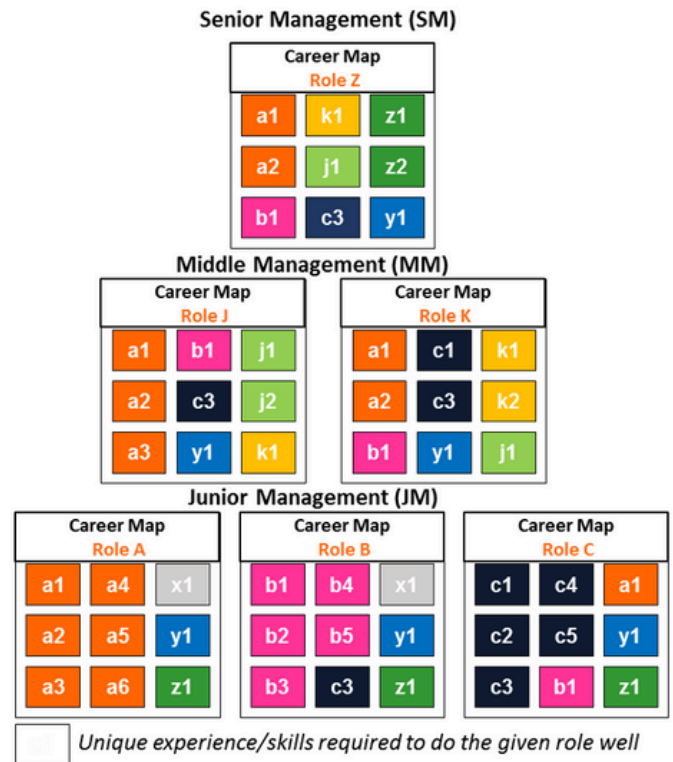 Senior Management (SM)
Career Map
Role Z
a1 k1 z1
a2 j1 z2
b1 c3 y1
Middle Management (MM)
Career Map
Role J
a1 b1 j1
a2 c3 j2
a3 y1 k1
Career Map
Role K
a1 c1 k1
a2 c3 k2
b1 y1 j1
Junior Management (JM)
Career Map
Role A
a1 a4 x1
a2 a5 y1
a3 a6 z1
Career Map
Role B
b1 b4 x1
b2 b5 y1
b3 c3 z1
Career Map
Role C
c1 c4 a1
c2 c5 y1
c3 b1 z1
Unique experience/skills required to do the given role well